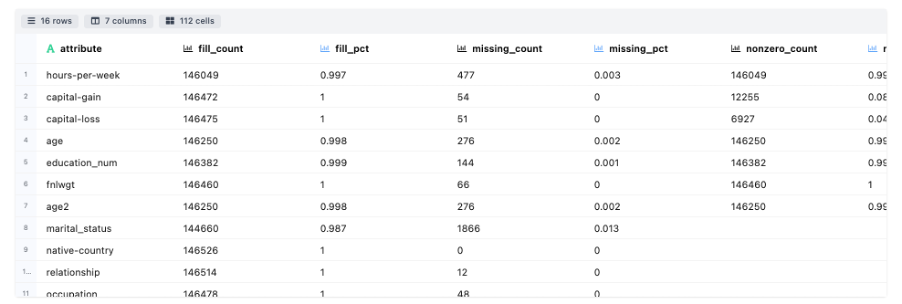 16 rows 7 columns 112 cells
attribute fill_count fill_pct missing_count missing_pct nonzero_count
1 hours-per-week 146049 0.997 477 0.003 146049 0.99
2 capital-gain 146472 1 54 0 12255 0.08
3 capital-loss 146475 1 51 0 6927 0.04
4 age 146250 0.998 276 0.002 146250 0.99
5 education_num 146382 0.999 144 0.001 146382 0.99
6 fnlwgt 146460 1 66 0 146460 1
7 age2 146250 0.998 276 0.002 146250 0.99
8 marital_status 144660 0.987 1866 0.013
9 native-country 146526 1 0 0
1... relationship 146514 1 12 0
11 occupation 146478 1 48 0